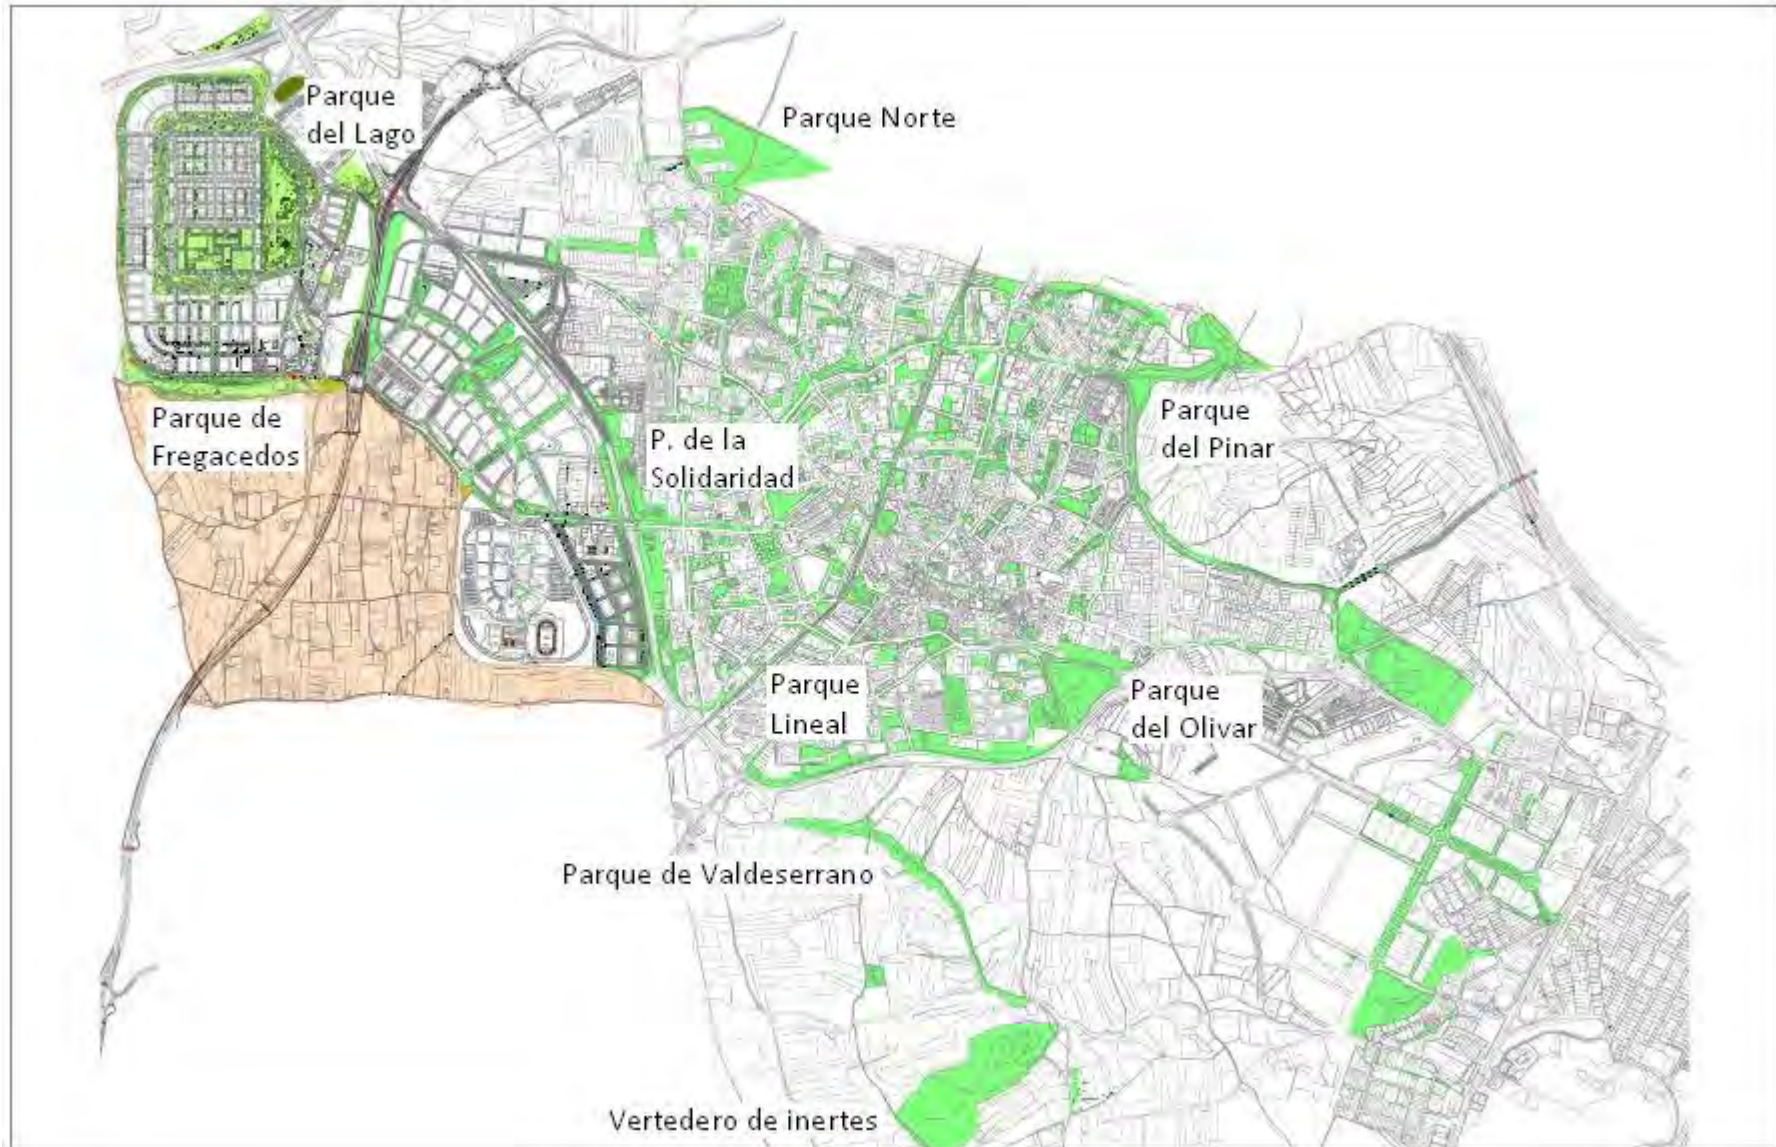 Parque
del Lago
Parque Norte
Parque de
Fregacedos
P. de la
Solidaridad
Parque
del Pinar
Parque
Lineal
Parque
del Olivar
Parque de Valdeserrano
Vertedero de inertes